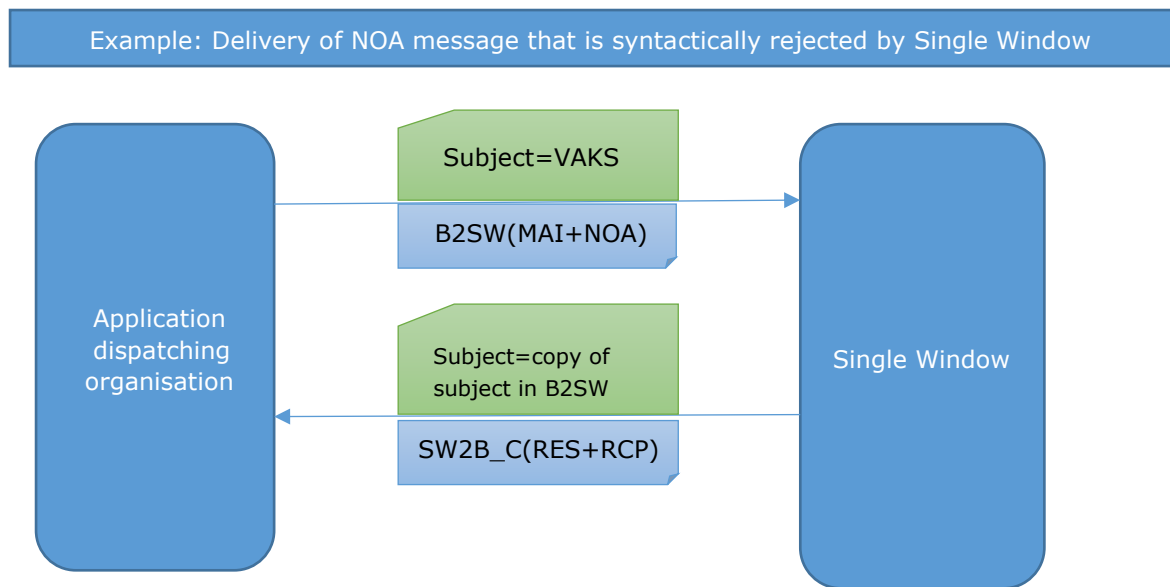 Example: Delivery of NOA message that is syntactically rejected by Single Window
Subject=VAKS
B2SW(MAI+NOA)
Application
dispatching
organisation
Subject=copy of
subject in B2SW
Single Window
SW2B_C(RES+RCP)